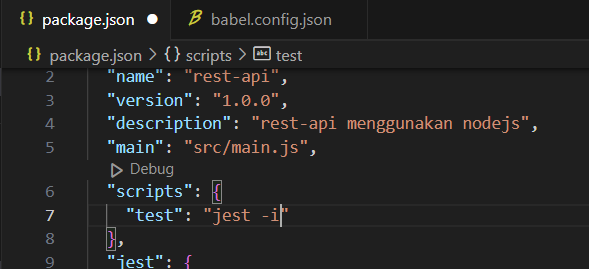 package.json babel.config.json
package.json > scripts > test
2 "name": "rest-api",
3 "version": "1.0.0",
4 "description": "rest-api menggunakan nodejs",
5 "main": "src/main.js",
Debug
6 "scripts": {
7 "test": "jest -i"
8 },
9 "jest": {